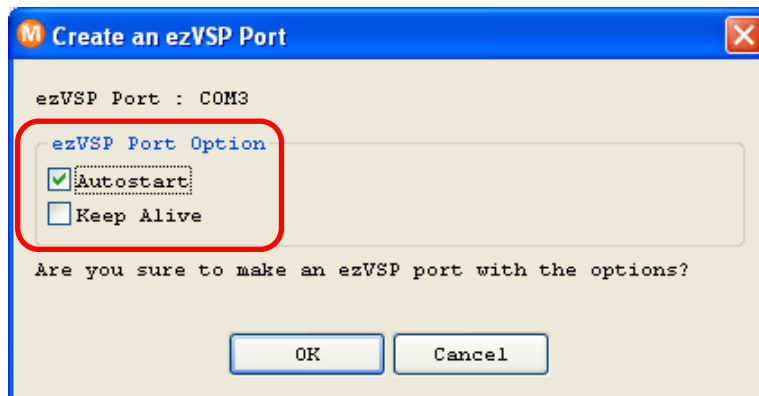 M Create an ezVSP Port
ezVSP Port : COM3
ezVSP Port Option
Autostart
Keep Alive
Are you sure to make an ezVSP port with the options?
OK Cancel